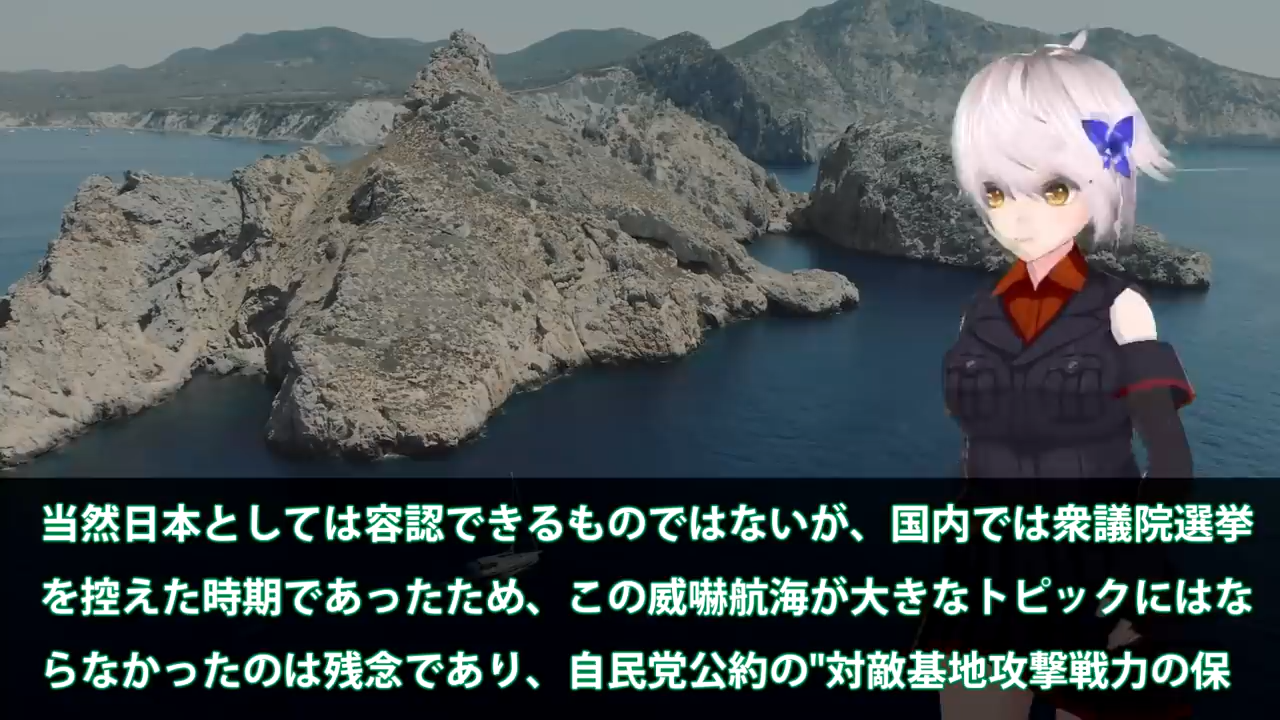 当然日本としては容認できるものではないが、国内では衆議院選挙
を控えた時期であったため、この威嚇航海が大きなトピックにはな
らなかったのは残念であり、自民党公約の"対敵基地攻撃戦力の保